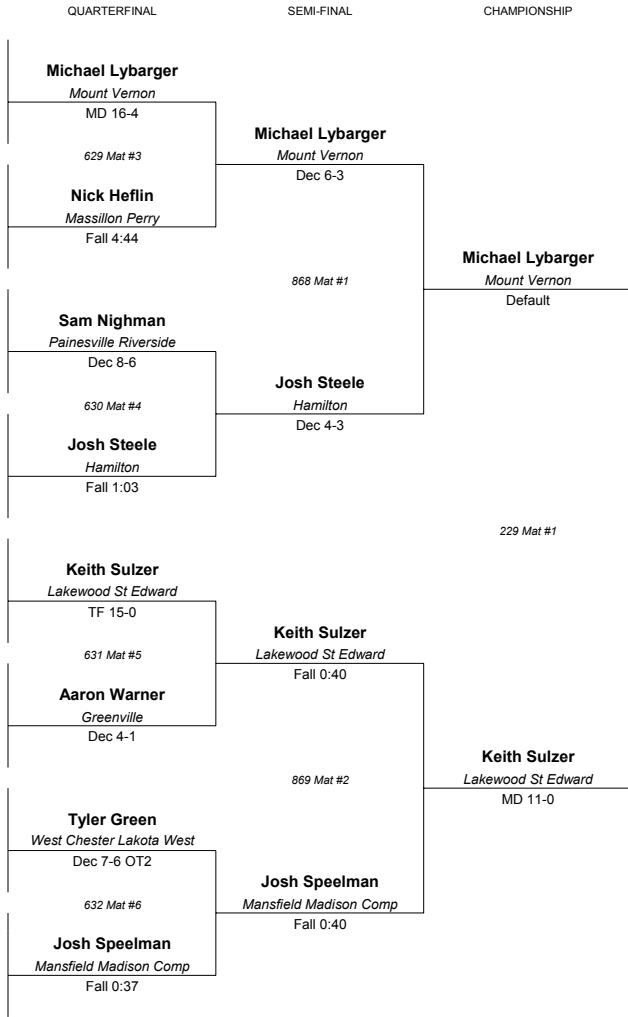 QUARTERFINAL SEMI-FINAL CHAMPIONSHIP
Michael Lybarger
Mount Vernon
MD 16-4
629 Mat #3
Nick Heflin
Massillon Perry
Fall 4:44
Sam Nighman
Painesville Riverside
Dec 8-6
630 Mat #4
Josh Steele
Hamilton
Fall 1:03
Keith Sulzer
Lakewood St Edward
TF 15-0
631 Mat #5
Aaron Warner
Greenville
Dec 4-1
Tyler Green
West Chester Lakota West
Dec 7-6 OT2
632 Mat #6
Josh Speelman
Mansfield Madison Comp
Fall 0:37
Michael Lybarger
Mount Vernon
Dec 6-3
868 Mat #1
Josh Steele
Hamilton
Dec 4-3
Keith Sulzer
Lakewood St Edward
Fall 0:40
869 Mat #2
Josh Speelman
Mansfield Madison Comp
Fall 0:40
Michael Lybarger
Mount Vernon
Default
229 Mat #1
Keith Sulzer
Lakewood St Edward
MD 11-0